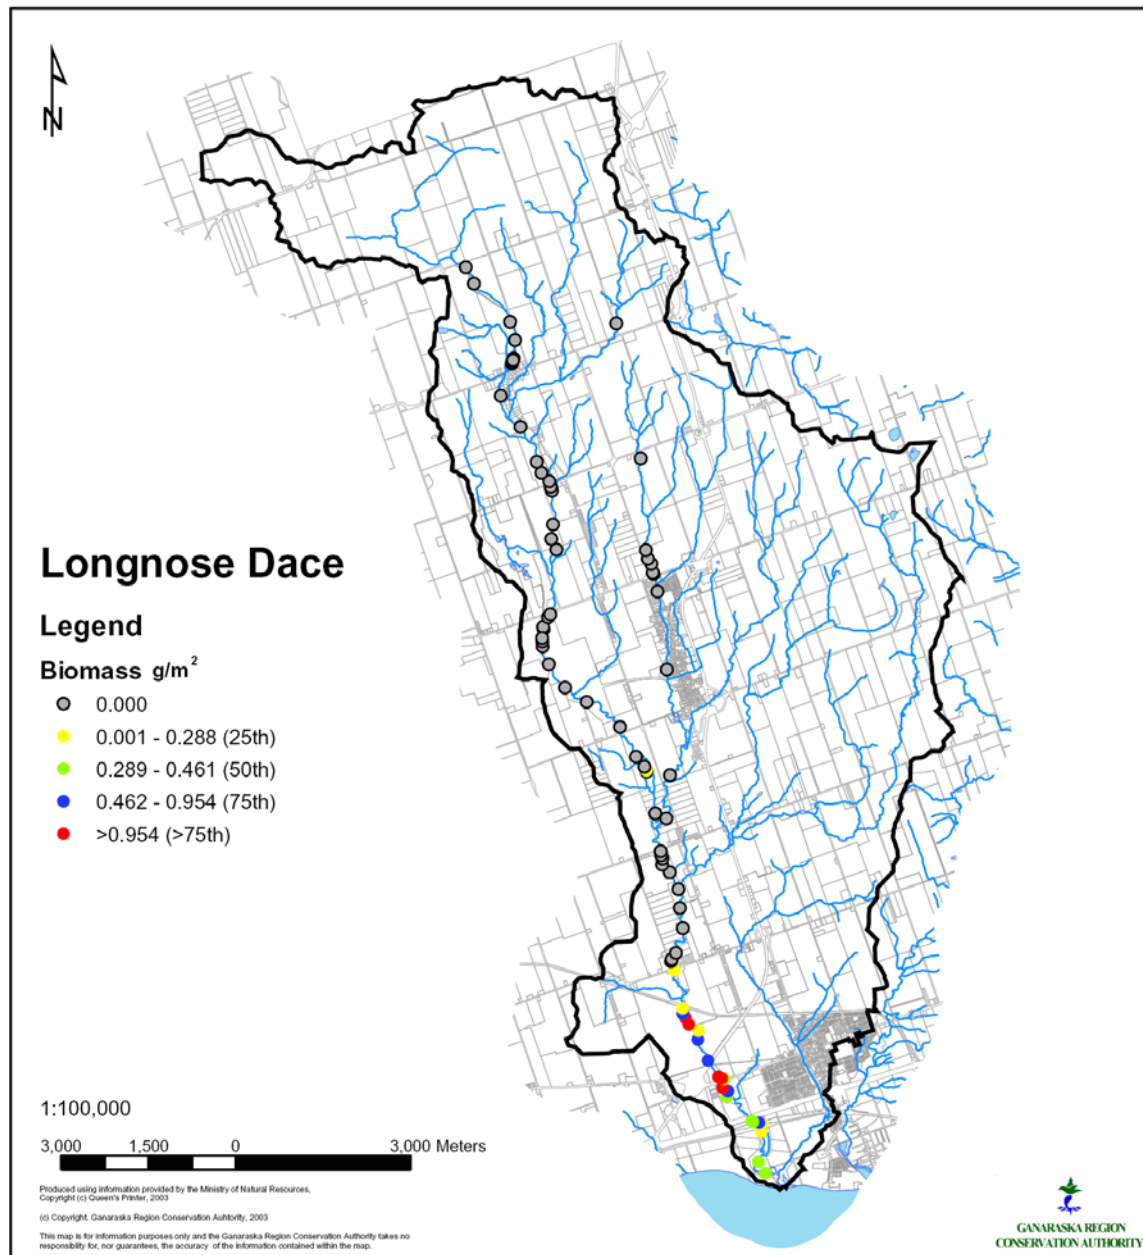 N
Longnose Dace
Legend
Biomass g/m²
0.000
0.001 - 0.288 (25th)
0.289 - 0.461 (50th)
0.462 - 0.954 (75th)
>0.954 (>75th)
1:100,000
3,000 1,500 0 3,000 Meters
Produced using information provided by the Ministry of Natural Resources,
Copyright (c) Queen's Printer, 2003
(c) Copyright, Ganaraska Region Conservation Auhtority, 2003
This map is for information purposes only and the Ganaraska Region Conservation Authority takes no
responsiblity for, nor guarantees, the accuracy of the information contained within the map.
GANARASKA REGION
CONSERVATION AUTHORITY